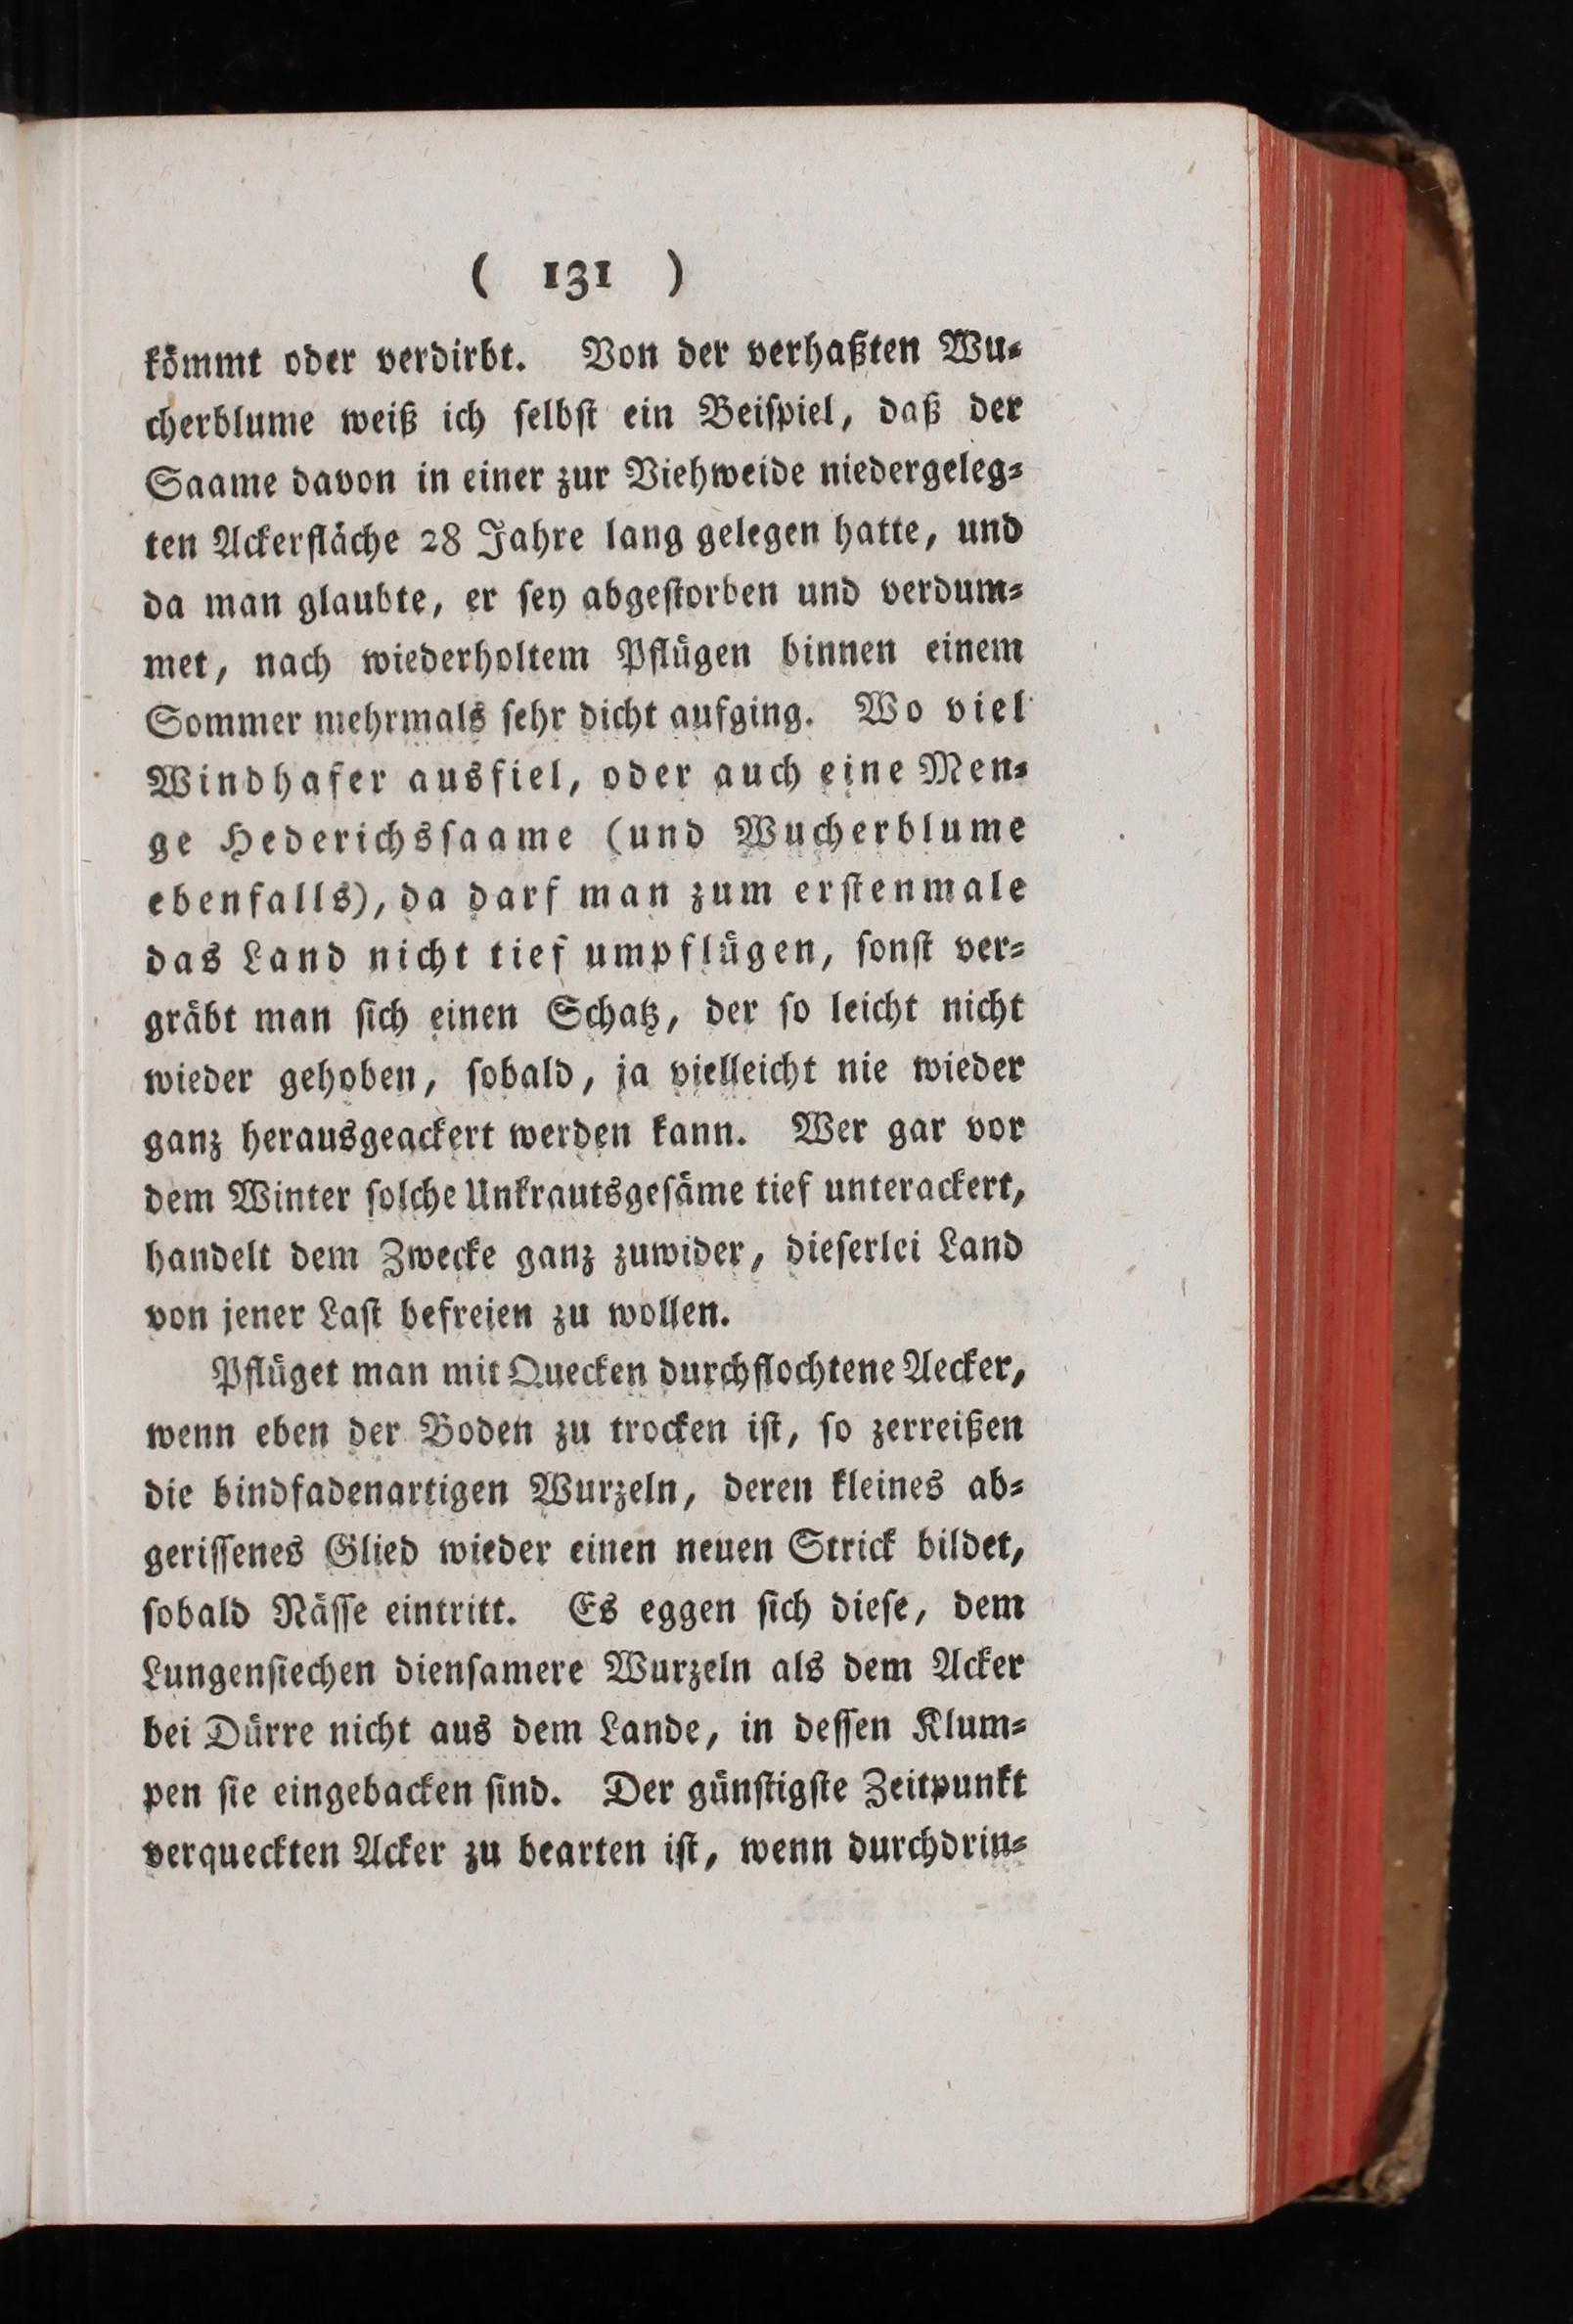 ( 131 )
kömmt oder verdirbt. Von der verhaßten Wu⸗
cherblume weiß ich ſelbſt ein Beiſpiel, daß der
Saame davon in einer zur Viehweide niedergeleg⸗
ten Ackerfläche 28 Jahre lang gelegen hatte, und
da man glaubte, er ſey abgeſtorben und verdum⸗
met, nach wiederholtem Pflügen binnen einem
Sommer mehrmals ſehr dicht aufging. Wo viel
Windhafer ausfiel, oder auch eine Men⸗
ge Hederichsſaame (und Wucherblume
ebenfalls), da darf man zum erſtenmale
das Land nicht tief umpflügen, ſonſt ver⸗
gräbt man ſich einen Schatz, der ſo leicht nicht
wieder gehoben, ſobald, ja vielleicht nie wieder
ganz herausgeackert werden kann. Wer gar vor
dem Winter ſolche Unkrautsgeſäme tief unterackert,
handelt dem Zwecke ganz zuwider, dieſerlei Land
von jener Laſt befreien zu wollen.
Pflüget man mit Quecken durchflochtene Aecker,
wenn eben der Boden zu trocken iſt, ſo zerreißen
die bindfadenartigen Wurzeln, deren kleines ab⸗
geriſſenes Glied wieder einen neuen Strick bildet,
ſobald Näſſe eintritt. Es eggen ſich dieſe, dem
Lungenſiechen dienſamere Wurzeln als dem Acker
bei Dürre nicht aus dem Lande, in deſſen Klum⸗
pen ſie eingebacken ſind. Der günſtigſte Zeitpunkt
verqueckten Acker zu bearten iſt, wenn durchdrin⸗